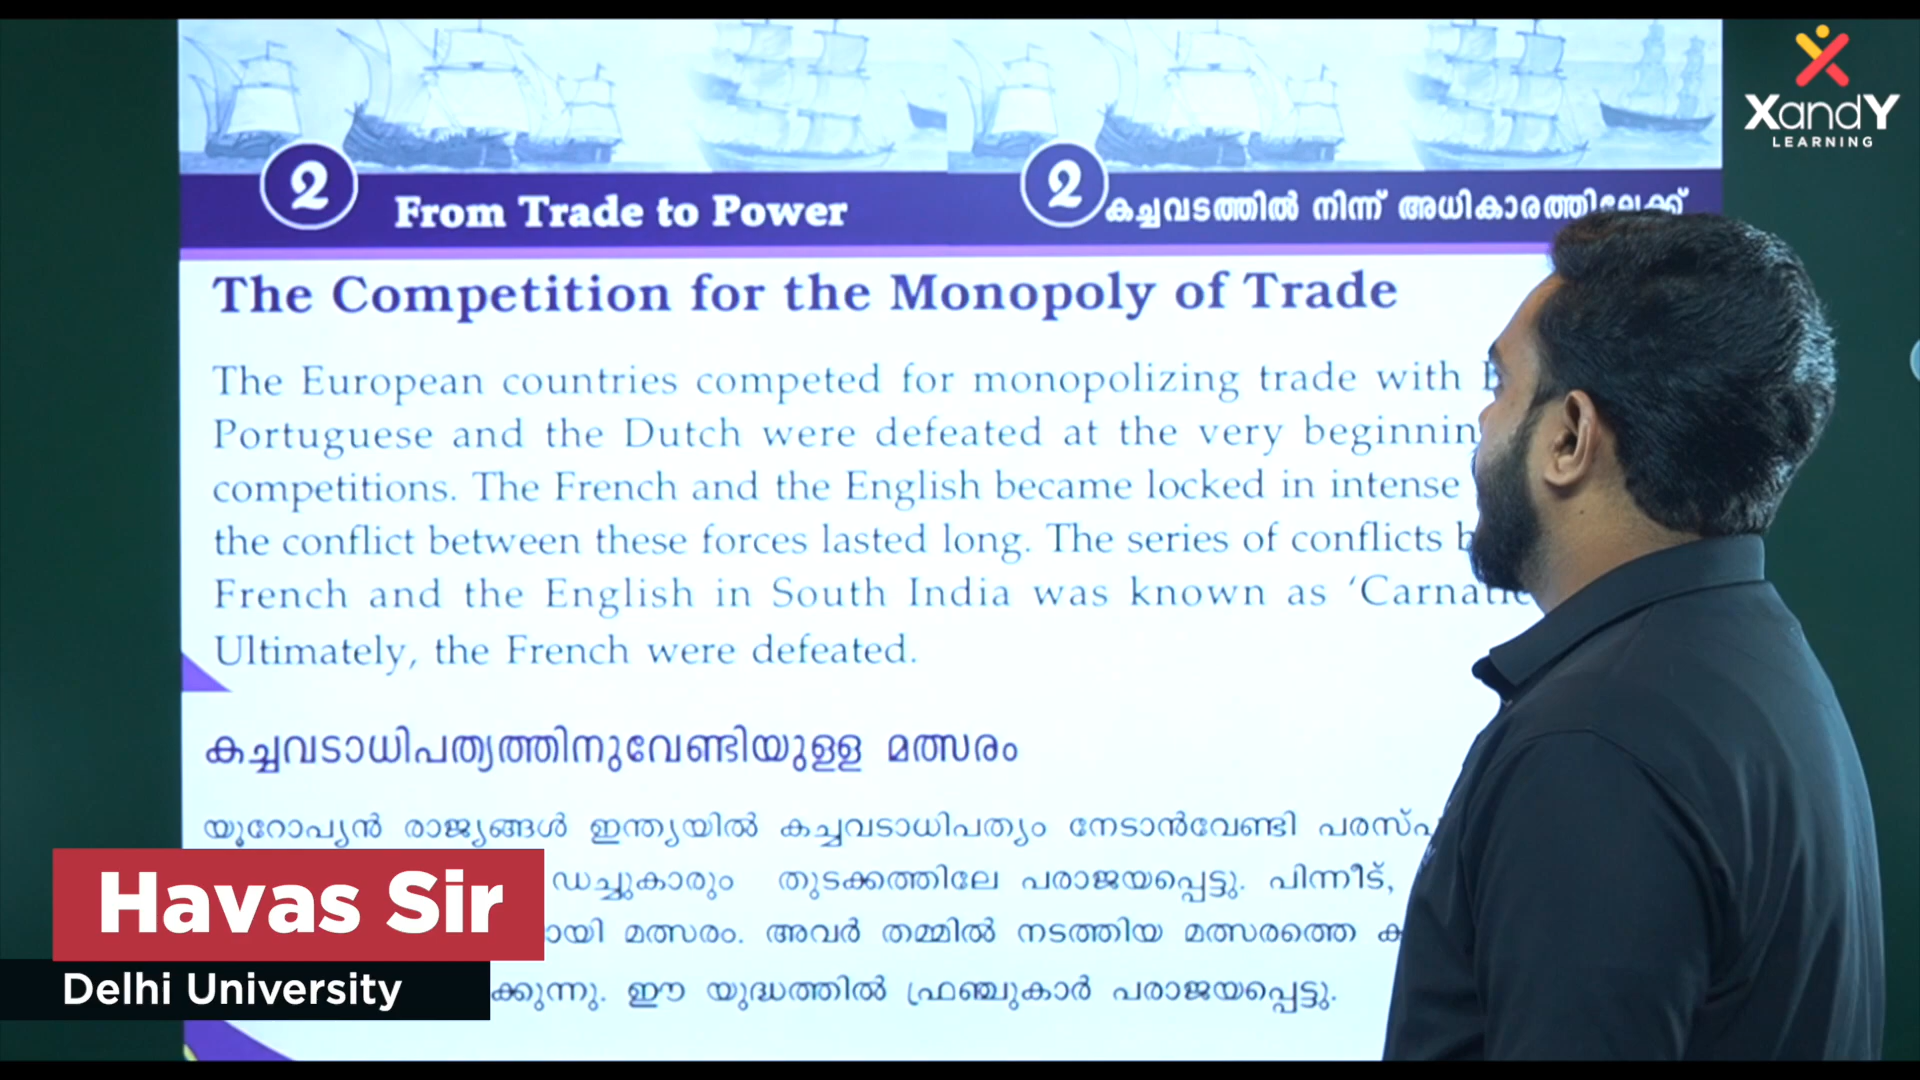 XandY
LEARNING
2
From Trade to Power
2
കച്ചവടത്തിൽ നിന്ന് അധികാരത്തിലേക്ക്
The Competition for the Monopoly of Trade
The European countries competed for monopolizing trade with
Portuguese and the Dutch were defeated at the very
competitions. The French and the English became locked in intense
the conflict between these forces lasted long. The series of conflicts
French and the English in South India was known as
Ultimately, the French were defeated.
കച്ചവടാധിപത്യത്തിനുവേണ്ടിയുള്ള മത്സരം
യൂറോപ്യൻ രാജ്യങ്ങൾ ഇന്ത്യയിൽ കച്ചവടാധിപത്യം നേടാൻവേണ്ടി
ഡച്ചുകാരും തുടക്കത്തിലേ പരാജയപ്പെട്ടു. പിന്നീട്,
മത്സരം. അവർ തമ്മിൽ നടത്തിയ മത്സരത്തെ
ഈ യുദ്ധത്തിൽ ഫ്രഞ്ചുകാർ പരാജയപ്പെട്ടു.
Havas Sir
Delhi University